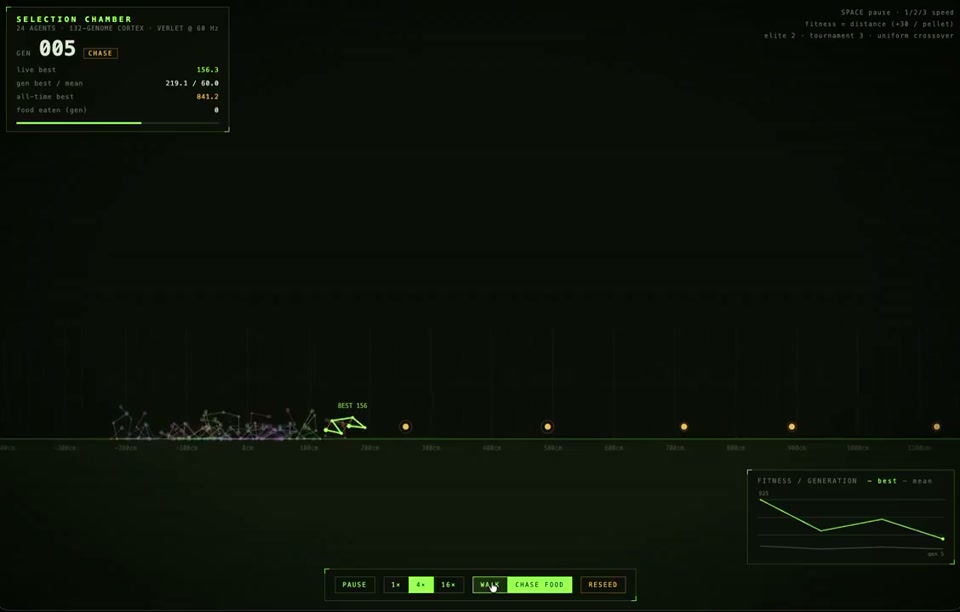 SELECTION CHAMBER
24 AGENTS · 132-GENOME CORTEX · VERLET @ 60 Hz
GEN 005 CHASE
live best 156.3
gen best / mean 219.1 / 60.0
all-time best 841.2
food eaten (gen) 0
SPACE pause · 1/2/3 speed
fitness = distance (+30 / pellet)
elite 2 · tournament 3 · uniform crossover
BEST 156
-200cm 0cm 100cm 200cm 300cm 400cm 500cm 600cm 700cm 800cm 900cm 1000cm
FITNESS / GENERATION — best — mean
gen 5
PAUSE 1× 4× 16× WALK CHASE FOOD RESEED